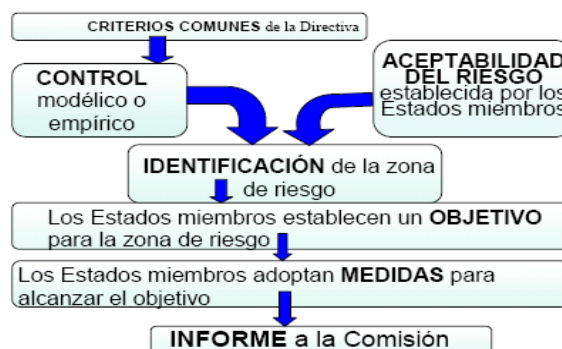 CRITERIOS COMUNES de la Directiva
CONTROL
modélico o
empírico
ACEPTABILIDAD
DEL RIESGO
establecida por los
Estados miembros
IDENTIFICACIÓN de la zona
de riesgo
Los Estados miembros establecen un OBJETIVO
para la zona de riesgo
Los Estados miembros adoptan MEDIDAS para
alcanzar el objetivo
INFORME a la Comisión